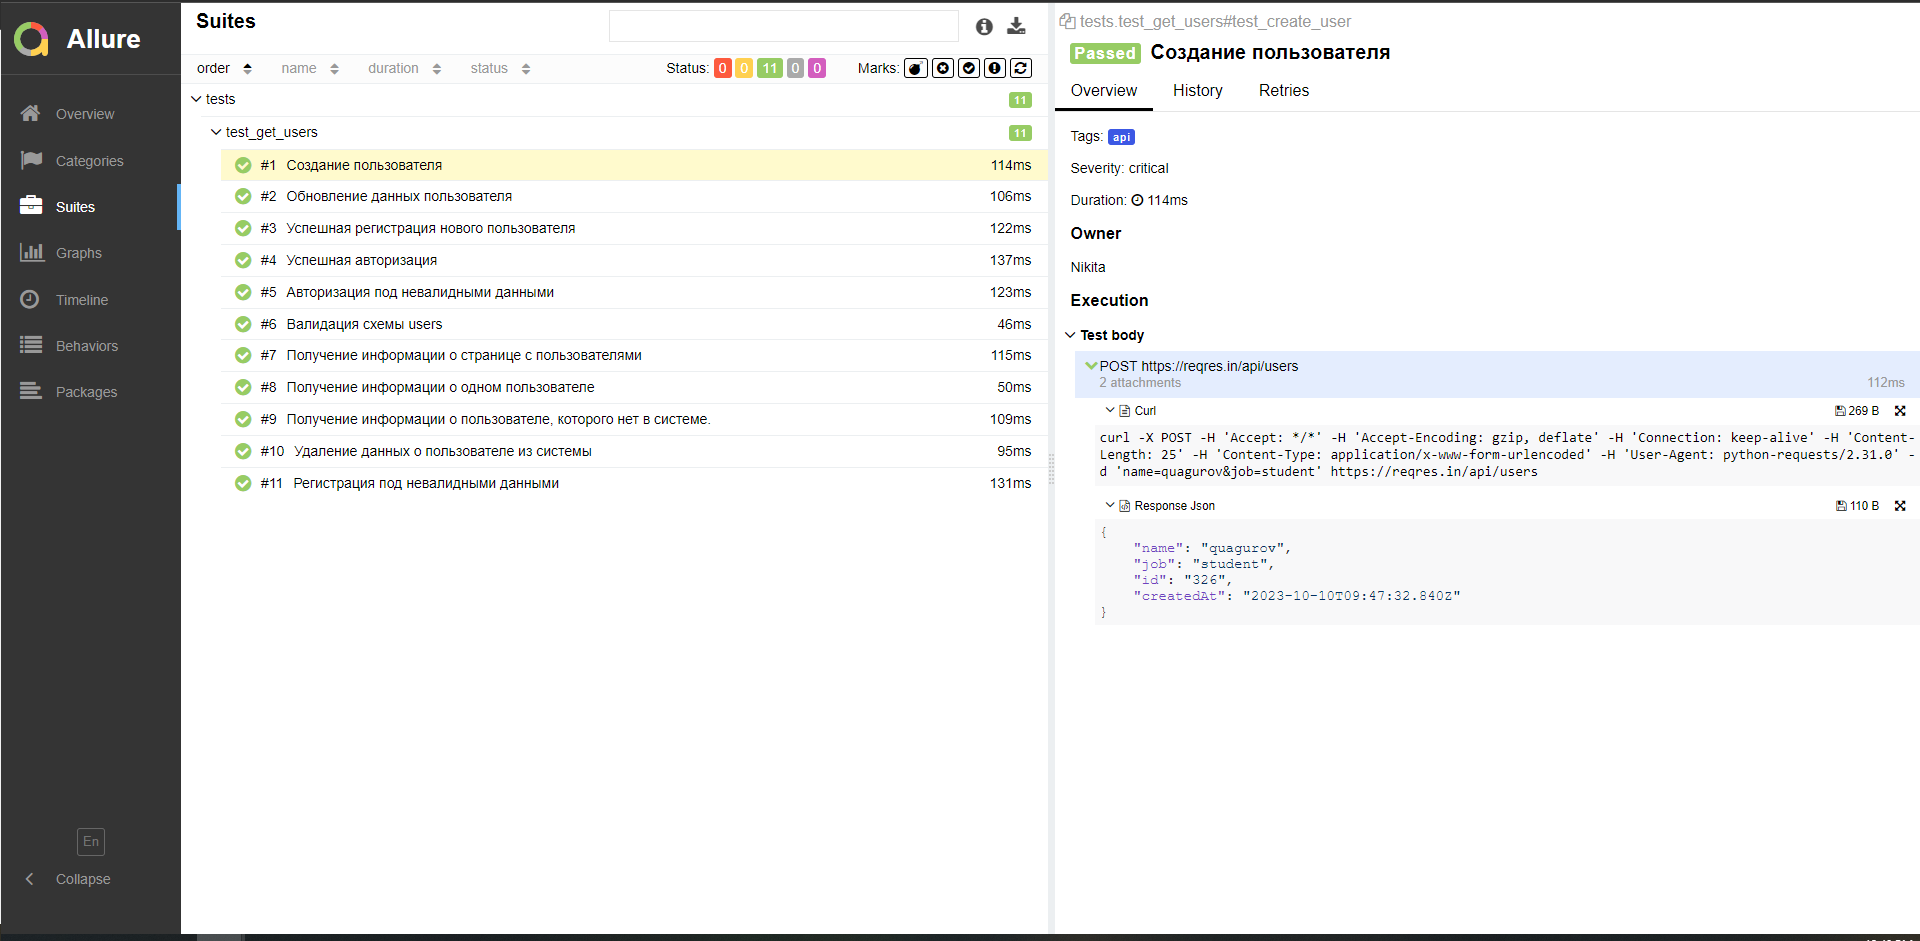 Allure
Overview
Categories
Suites
Graphs
Timeline
Behaviors
Packages
En
Collapse
Suites
order name duration status Status: 0 0 11 0 0 Marks:
tests 11
test_get_users 11
#1 Создание пользователя 114ms
#2 Обновление данных пользователя 106ms
#3 Успешная регистрация нового пользователя 122ms
#4 Успешная авторизация 137ms
#5 Авторизация под невалидными данными 123ms
#6 Валидация схемы users 46ms
#7 Получение информации о странице с пользователями 115ms
#8 Получение информации о одном пользователе 50ms
#9 Получение информации о пользователе, которого нет в системе. 109ms
#10 Удаление данных о пользователе из системы 95ms
#11 Регистрация под невалидными данными 131ms
tests.test_get_users#test_create_user
Passed Создание пользователя
Overview History Retries
Tags: api
Severity: critical
Duration: 114ms
Owner
Nikita
Execution
Test body
POST https://reqres.in/api/users
2 attachments 112ms
Curl 269 B
curl -X POST -H 'Accept: */*' -H 'Accept-Encoding: gzip, deflate' -H 'Connection: keep-alive' -H 'Content-
Length: 25' -H 'Content-Type: application/x-www-form-urlencoded' -H 'User-Agent: python-requests/2.31.0' -
d 'name=quagurov&job=student' https://reqres.in/api/users
Response Json 110 B
{
"name": "quagurov",
"job": "student",
"id": "326",
"createdAt": "2023-10-10T09:47:32.840Z"
}